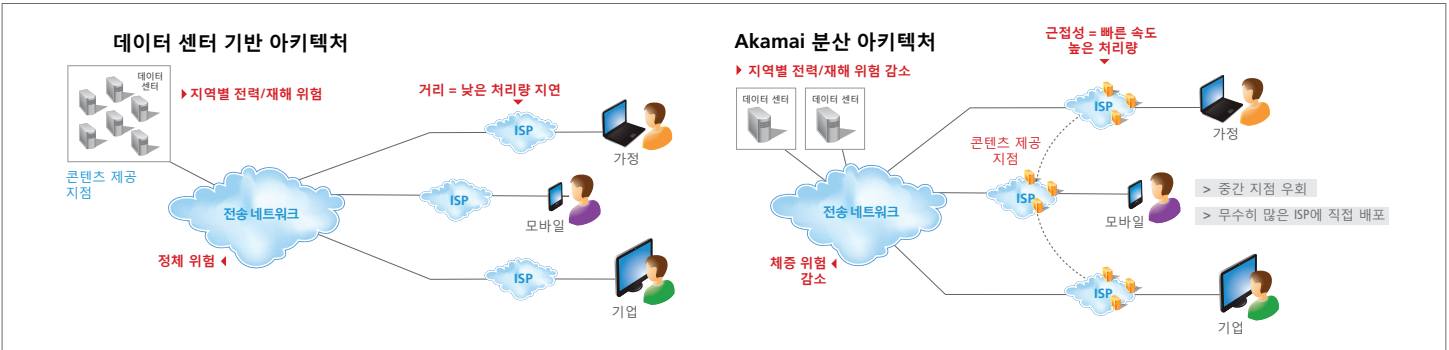 데이터 센터 기반 아키텍처
데이터
센터
▶지역별 전력/재해 위험
거리 = 낮은 처리량 지연
ISP
가정
콘텐츠 제공
지점
전송 네트워크
ISP
모바일
정체 위험
ISP
기업
Akamai 분산 아키텍처
▶ 지역별 전력/재해 위험 감소
데이터 센터
데이터 센터
근접성 = 빠른 속도
높은 처리량
ISP
가정
콘텐츠 제공
지점
전송 네트워크
ISP
모바일
> 중간 지점 우회
> 무수히 많은 ISP에 직접 배포
체증 위험
감소
ISP
기업